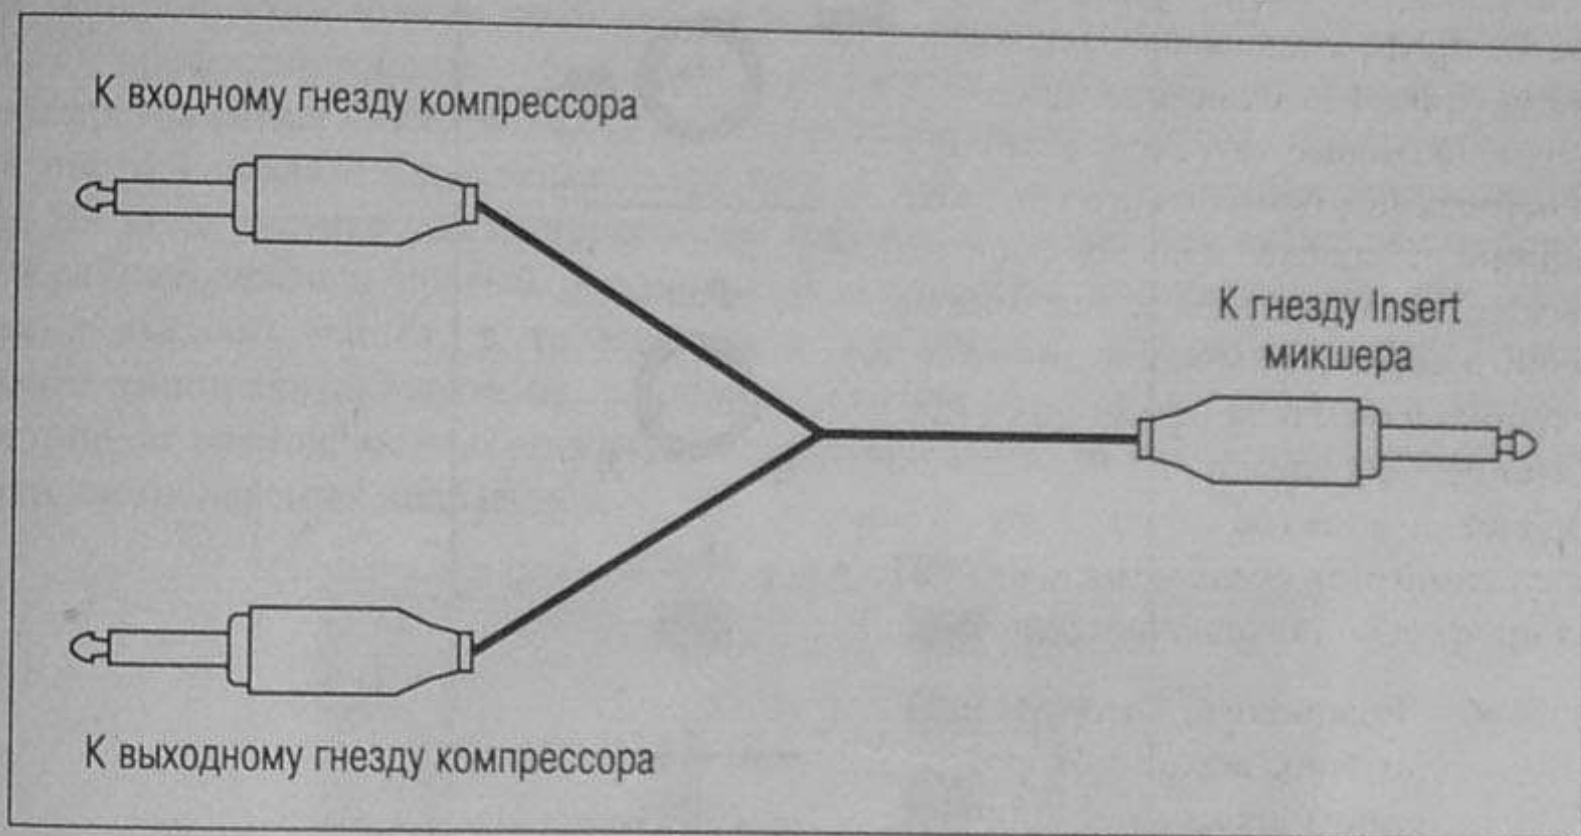 К входному гнезду компрессора
К гнезду Insert
микшера
К выходному гнезду компрессора